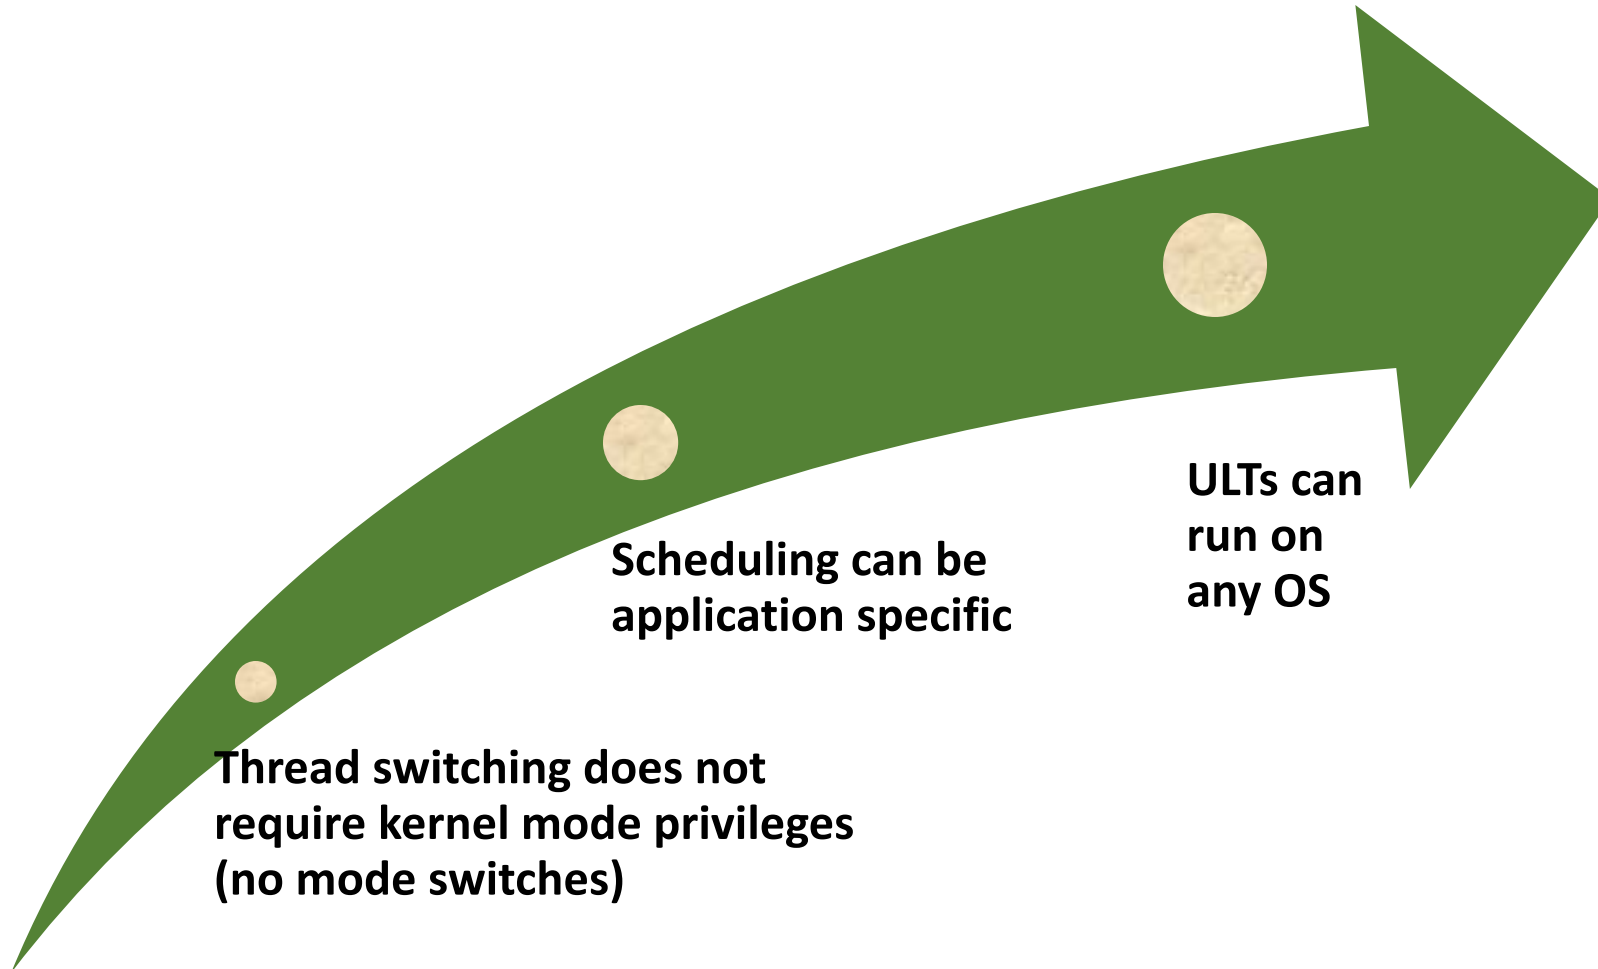 Thread switching does not
require kernel mode privileges
(no mode switches)
Scheduling can be
application specific
ULTs can
run on
any OS